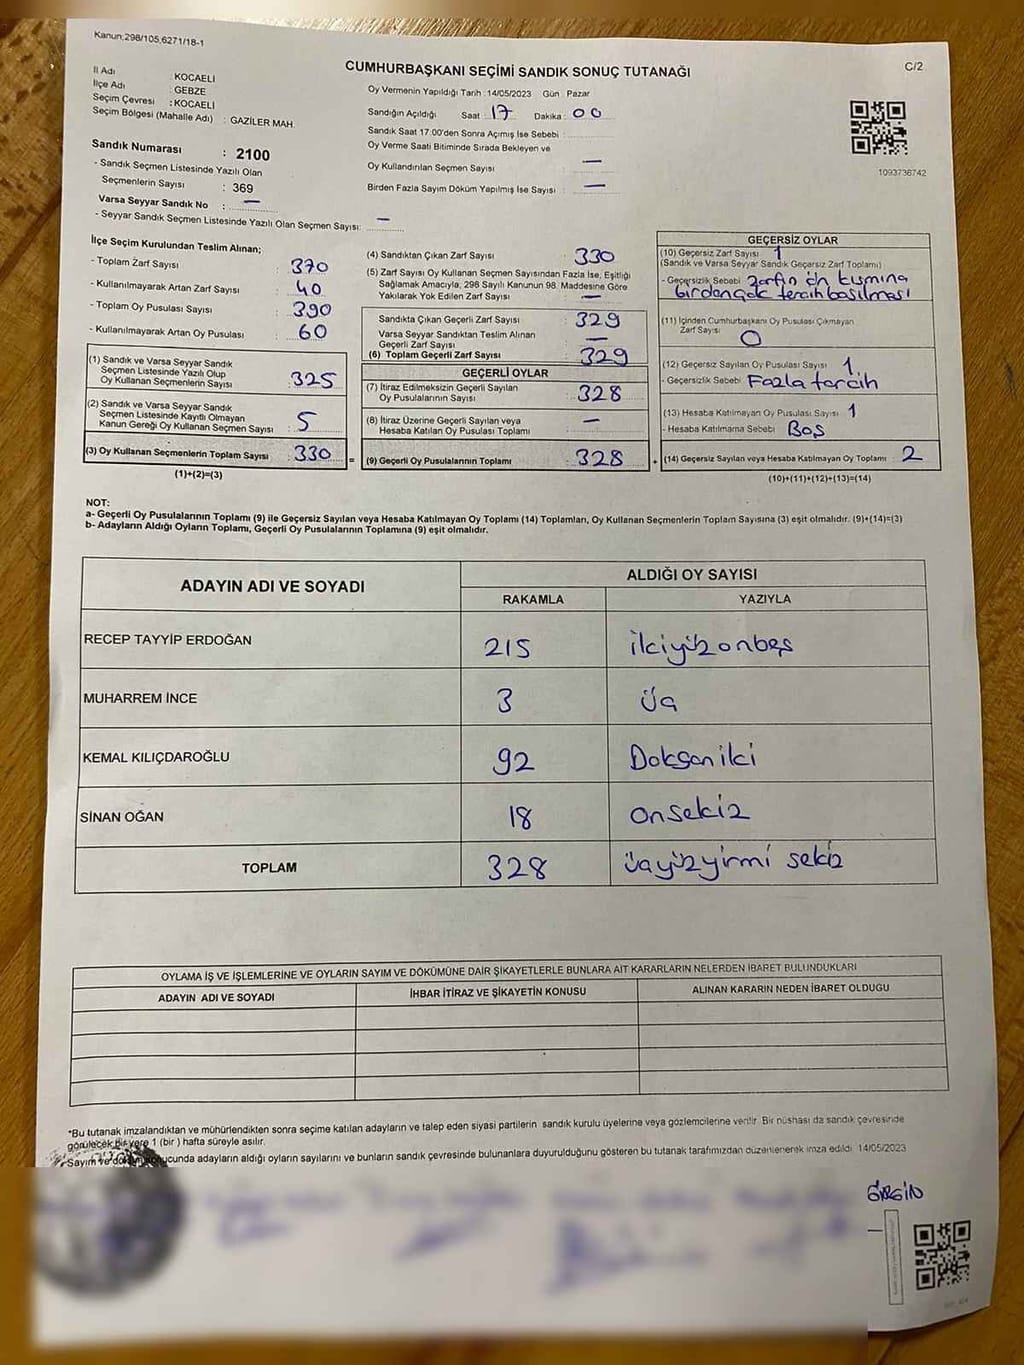 Kanun;298/105,6271/18-1
C/2
CUMHURBAŞKANI SEÇİMİ SANDIK SONUÇ TUTANAĞI
İl Adı : KOCAELİ
İlçe Adı : GEBZE
Seçim Çevresi : KOCAELİ
Seçim Bölgesi (Mahalle Adı) : GAZİLER MAH.
Sandık Numarası : 2100
- Sandık Seçmen Listesinde Yazılı Olan
Seçmenlerin Sayısı : 369
Varsa Seyyar Sandık No : —
- Seyyar Sandık Seçmen Listesinde Yazılı Olan Seçmen Sayısı: —
Oy Vermenin Yapıldığı Tarih :14/05/2023 Gün : Pazar
Sandığın Açıldığı Saat : 17 Dakika : 00
Sandık Saat 17:00'den Sonra Açımış İse Sebebi :
Oy Verme Saati Bitiminde Sırada Bekleyen ve
Oy Kullandırılan Seçmen Sayısı : —
Birden Fazla Sayım Döküm Yapılmış İse Sayısı : —
1093736742
İlçe Seçim Kurulundan Teslim Alınan;
- Toplam Zarf Sayısı : 370
- Kullanılmayarak Artan Zarf Sayısı : 40
- Toplam Oy Pusulası Sayısı : 390
- Kullanılmayarak Artan Oy Pusulası : 60
(1) Sandık ve Varsa Seyyar Sandık
Seçmen Listesinde Yazılı Olup
Oy Kullanan Seçmenlerin Sayısı : 325
(2) Sandık ve Varsa Seyyar Sandık
Seçmen Listesinde Kayıtlı Olmayan
Kanun Gereği Oy Kullanan Seçmen Sayısı : 5
(3) Oy Kullanan Seçmenlerin Toplam Sayısı : 330
(1)+(2)=(3)
(4) Sandıktan Çıkan Zarf Sayısı : 330
(5) Zarf Sayısı Oy Kullanan Seçmen Sayısından Fazla İse, Eşitliği
Sağlamak Amacıyla, 298 Sayılı Kanunun 98. Maddesine Göre
Yakılarak Yok Edilen Zarf Sayısı : —
Sandıkta Çıkan Geçerli Zarf Sayısı : 329
Varsa Seyyar Sandıktan Teslim Alınan
Geçerli Zarf Sayısı : —
(6) Toplam Geçerli Zarf Sayısı : 329
GEÇERLİ OYLAR
(7) İtiraz Edilmeksizin Geçerli Sayılan
Oy Pusulalarının Sayısı : 328
(8) İtiraz Üzerine Geçerli Sayılan veya
Hesaba Katılan Oy Pusulası Toplamı : —
= (9) Geçerli Oy Pusulalarının Toplamı : 328 +
GEÇERSİZ OYLAR
(10) Geçersiz Zarf Sayısı : 1
(Sandık ve Varsa Seyyar Sandık Geçersiz Zarf Toplamı)
- Geçersizlik Sebebi : zarfın ön kısmına
birdençok tercih basılması
(11) İçinden Cumhurbaşkanı Oy Pusulası Çıkmayan
Zarf Sayısı : 0
(12) Geçersiz Sayılan Oy Pusulası Sayısı : 1
- Geçersizlik Sebebi : Fazla tercih
(13) Hesaba Katılmayan Oy Pusulası Sayısı : 1
- Hesaba Katılmama Sebebi : Boş
(14) Geçersiz Sayılan veya Hesaba Katılmayan Oy Toplamı : 2
(10)+(11)+(12)+(13)=(14)
NOT:
a- Geçerli Oy Pusulalarının Toplamı (9) ile Geçersiz Sayılan veya Hesaba Katılmayan Oy Toplamı (14) Toplamları, Oy Kullanan Seçmenlerin Toplam Sayısına (3) eşit olmalıdır. (9)+(14)=(3)
b- Adayların Aldığı Oyların Toplamı, Geçerli Oy Pusulalarının Toplamına (9) eşit olmalıdır.
ADAYIN ADI VE SOYADI
ALDIĞI OY SAYISI
RAKAMLA YAZIYLA
RECEP TAYYİP ERDOĞAN 215 ikiyüzonbeş
MUHARREM İNCE 3 üç
KEMAL KILIÇDAROĞLU 92 Doksaniki
SİNAN OĞAN 18 Onsekiz
TOPLAM 328 üçyüzyirmi sekiz
OYLAMA İŞ VE İŞLEMLERİNE VE OYLARIN SAYIM VE DÖKÜMÜNE DAİR ŞİKAYETLERLE BUNLARA AİT KARARLARIN NELERDEN İBARET BULUNDUKLARI
ADAYIN ADI VE SOYADI İHBAR İTİRAZ VE ŞİKAYETİN KONUSU ALINAN KARARIN NEDEN İBARET OLDUĞU
*Bu tutanak imzalandıktan ve mühürlendikten sonra seçime katılan adayların ve talep eden siyasi partilerin sandık kurulu üyelerine veya gözlemcilerine verilir. Bir nüshası da sandık çevresinde
görülecek bir yere 1 (bir ) hafta süreyle asılır.
Sayım ve döküm sonucunda adayların aldığı oyların sayılarını ve bunların sandık çevresinde bulunanlara duyurulduğunu gösteren bu tutanak tarafımızdan düzenlenerek imza edildi. 14/05/2023
GİRGİN